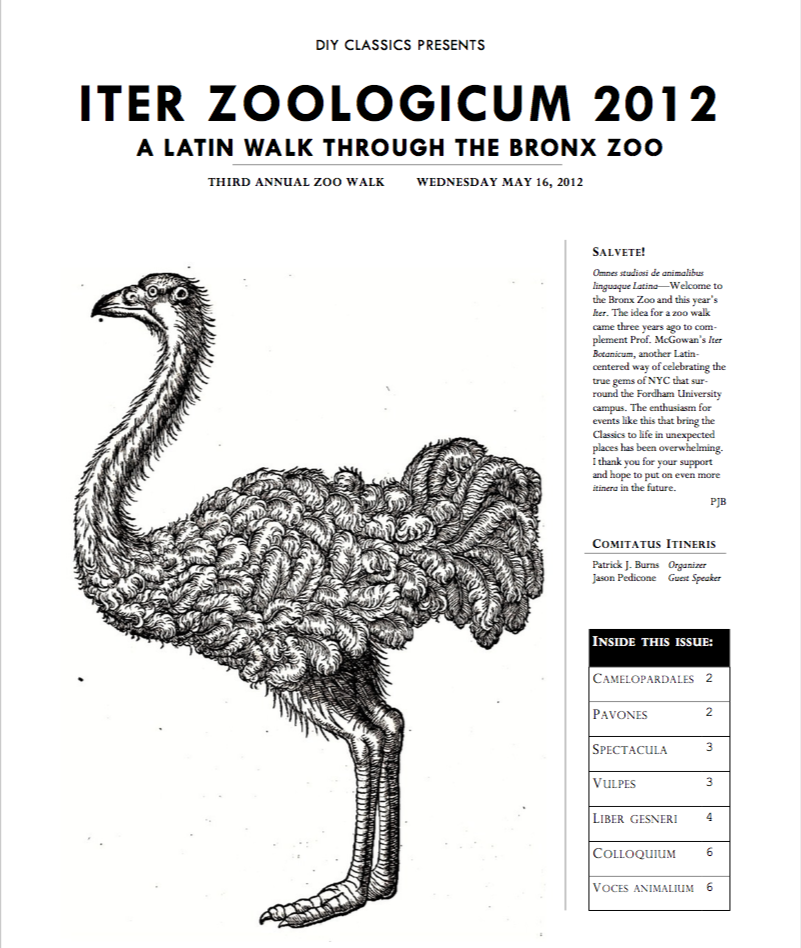 DIY CLASSICS PRESENTS
ITER ZOOLOGICUM 2012
A LATIN WALK THROUGH THE BRONX ZOO
THIRD ANNUAL ZOO WALK WEDNESDAY MAY 16, 2012
SALVETE!
Omnes studiosi de animalibus
linguaque Latina—Welcome to
the Bronx Zoo and this year's
Iter. The idea for a zoo walk
came three years ago to com-
plement Prof. McGowan's Iter
Botanicum, another Latin-
centered way of celebrating the
true gems of NYC that sur-
round the Fordham University
campus. The enthusiasm for
events like this that bring the
Classics to life in unexpected
places has been overwhelming.
I thank you for your support
and hope to put on even more
itinera in the future.
PJB
COMITATUS ITINERIS
Patrick J. Burns Organizer
Jason Pedicone Guest Speaker
INSIDE THIS ISSUE:
CAMELOPARDALES 2
PAVONES 2
SPECTACULA 3
VULPES 3
LIBER GESNERI 4
COLLOQUIUM 6
VOCES ANIMALIUM 6